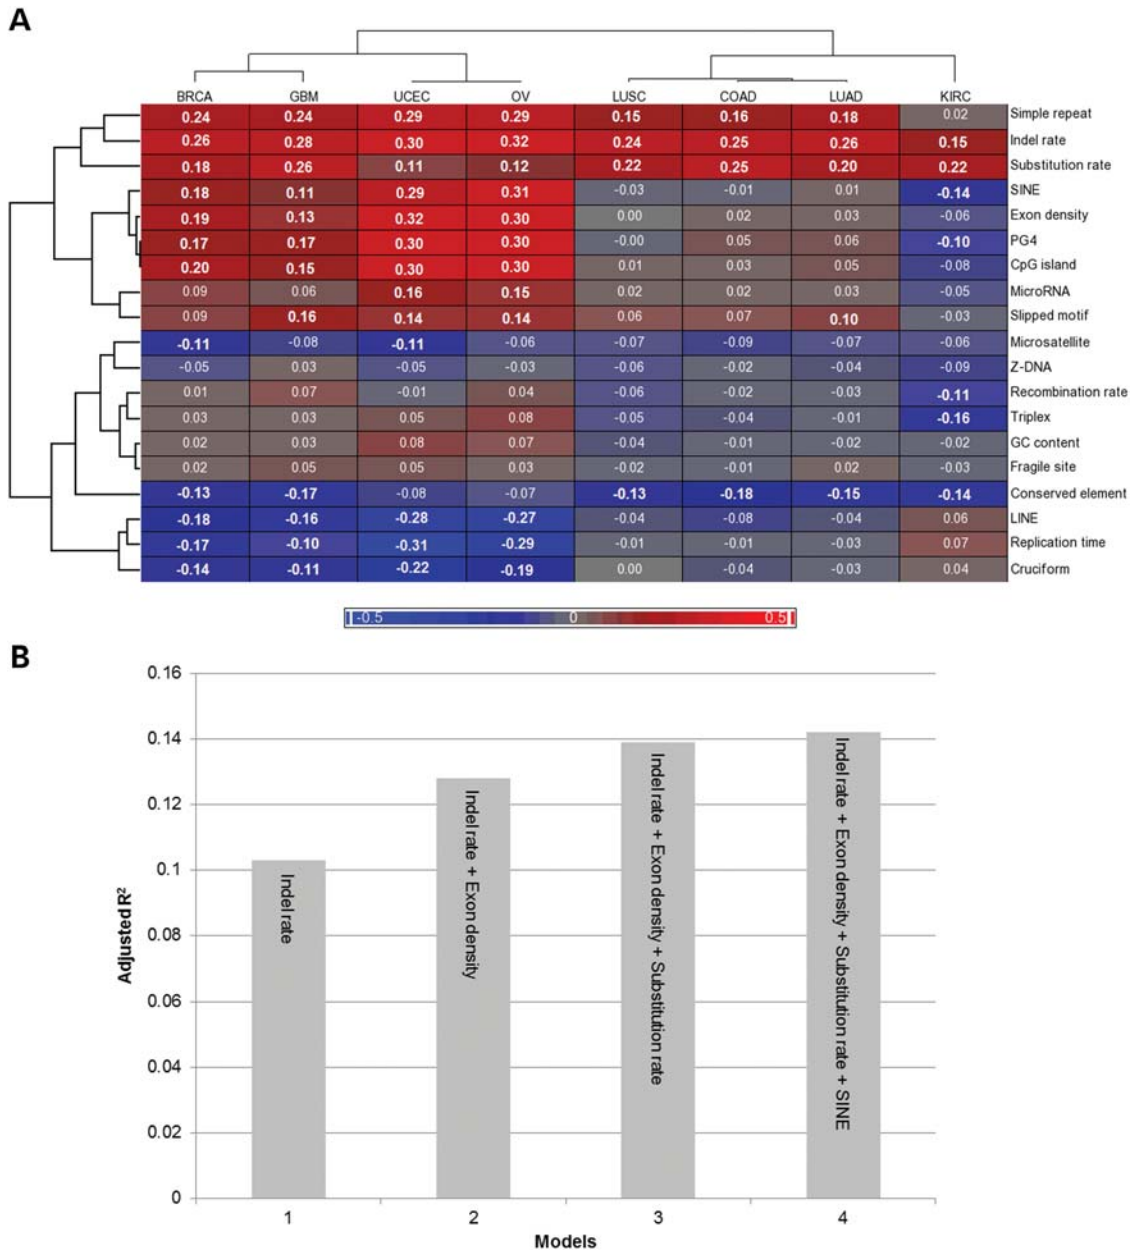 A
BRCA GBM UCEC OV LUSC COAD LUAD KIRC
0.24 0.24 0.29 0.29 0.15 0.16 0.18 0.02 Simple repeat
0.26 0.28 0.30 0.32 0.24 0.25 0.26 0.15 Indel rate
0.18 0.26 0.11 0.12 0.22 0.25 0.20 0.22 Substitution rate
0.18 0.11 0.29 0.31 -0.03 -0.01 0.01 -0.14 SINE
0.19 0.13 0.32 0.30 0.00 0.02 0.03 -0.06 Exon density
0.17 0.17 0.30 0.30 -0.00 0.05 0.06 -0.10 PG4
0.20 0.15 0.30 0.30 0.01 0.03 0.05 -0.08 CpG island
0.09 0.06 0.16 0.15 0.02 0.02 0.03 -0.05 MicroRNA
0.09 0.16 0.14 0.14 0.06 0.07 0.10 -0.03 Slipped motif
-0.11 -0.08 -0.11 -0.06 -0.07 -0.09 -0.07 -0.06 Microsatellite
-0.05 0.03 -0.05 -0.03 -0.06 -0.02 -0.04 -0.09 Z-DNA
0.01 0.07 -0.01 0.04 -0.06 -0.02 -0.03 -0.11 Recombination rate
0.03 0.03 0.05 0.08 -0.05 -0.04 -0.01 -0.16 Triplex
0.02 0.03 0.08 0.07 -0.04 -0.01 -0.02 -0.02 GC content
0.02 0.05 0.05 0.03 -0.02 -0.01 0.02 -0.03 Fragile site
-0.13 -0.17 -0.08 -0.07 -0.13 -0.18 -0.15 -0.14 Conserved element
-0.18 -0.16 -0.28 -0.27 -0.04 -0.08 -0.04 0.06 LINE
-0.17 -0.10 -0.31 -0.29 -0.01 -0.01 -0.03 0.07 Replication time
-0.14 -0.11 -0.22 -0.19 0.00 -0.04 -0.03 0.04 Cruciform
-0.5 0 0.5
B
Adjusted R²
0.16
0.14
0.12
0.1
0.08
0.06
0.04
0.02
0
Indel rate
Indel rate + Exon density
Indel rate + Exon density + Substitution rate
Indel rate + Exon density + Substitution rate + SINE
1 2 3 4
Models